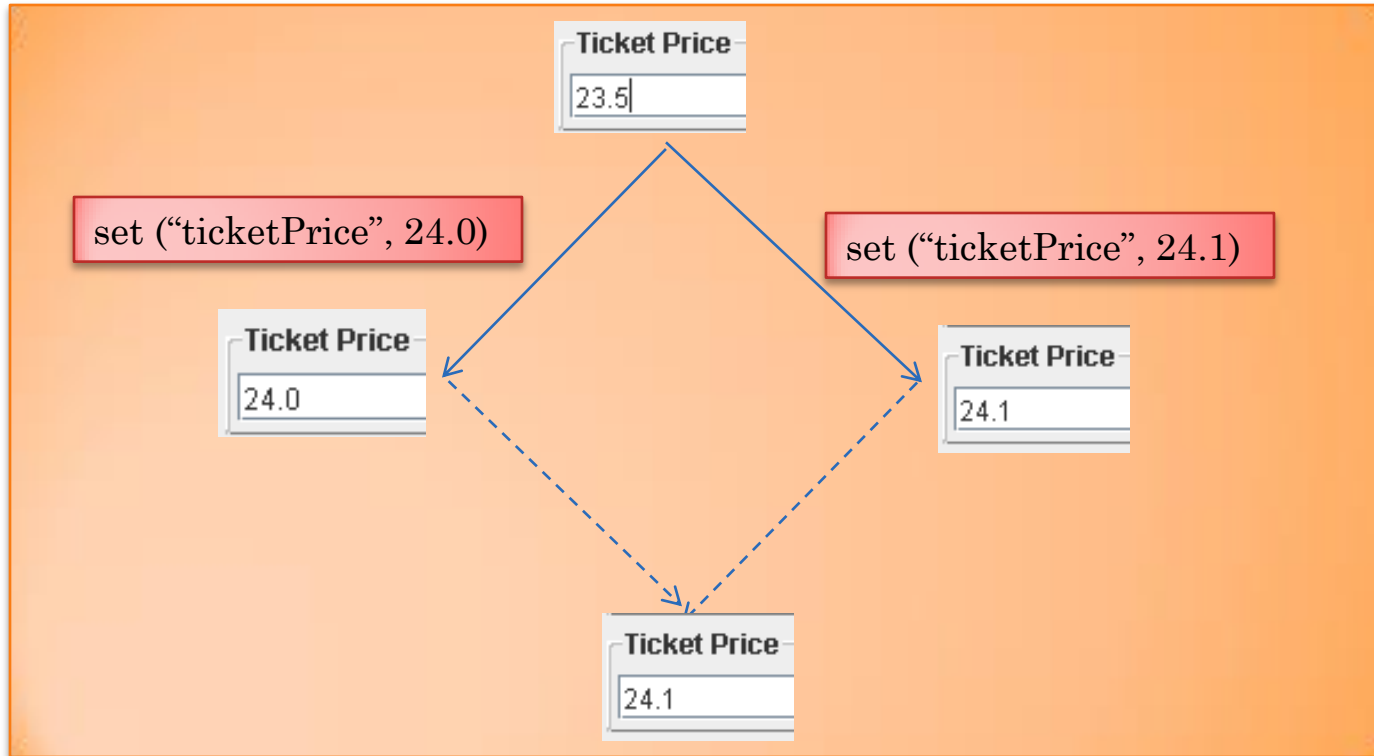 Ticket Price
23.5
set (“ticketPrice”, 24.0)
set (“ticketPrice”, 24.1)
Ticket Price
24.0
Ticket Price
24.1
Ticket Price
24.1